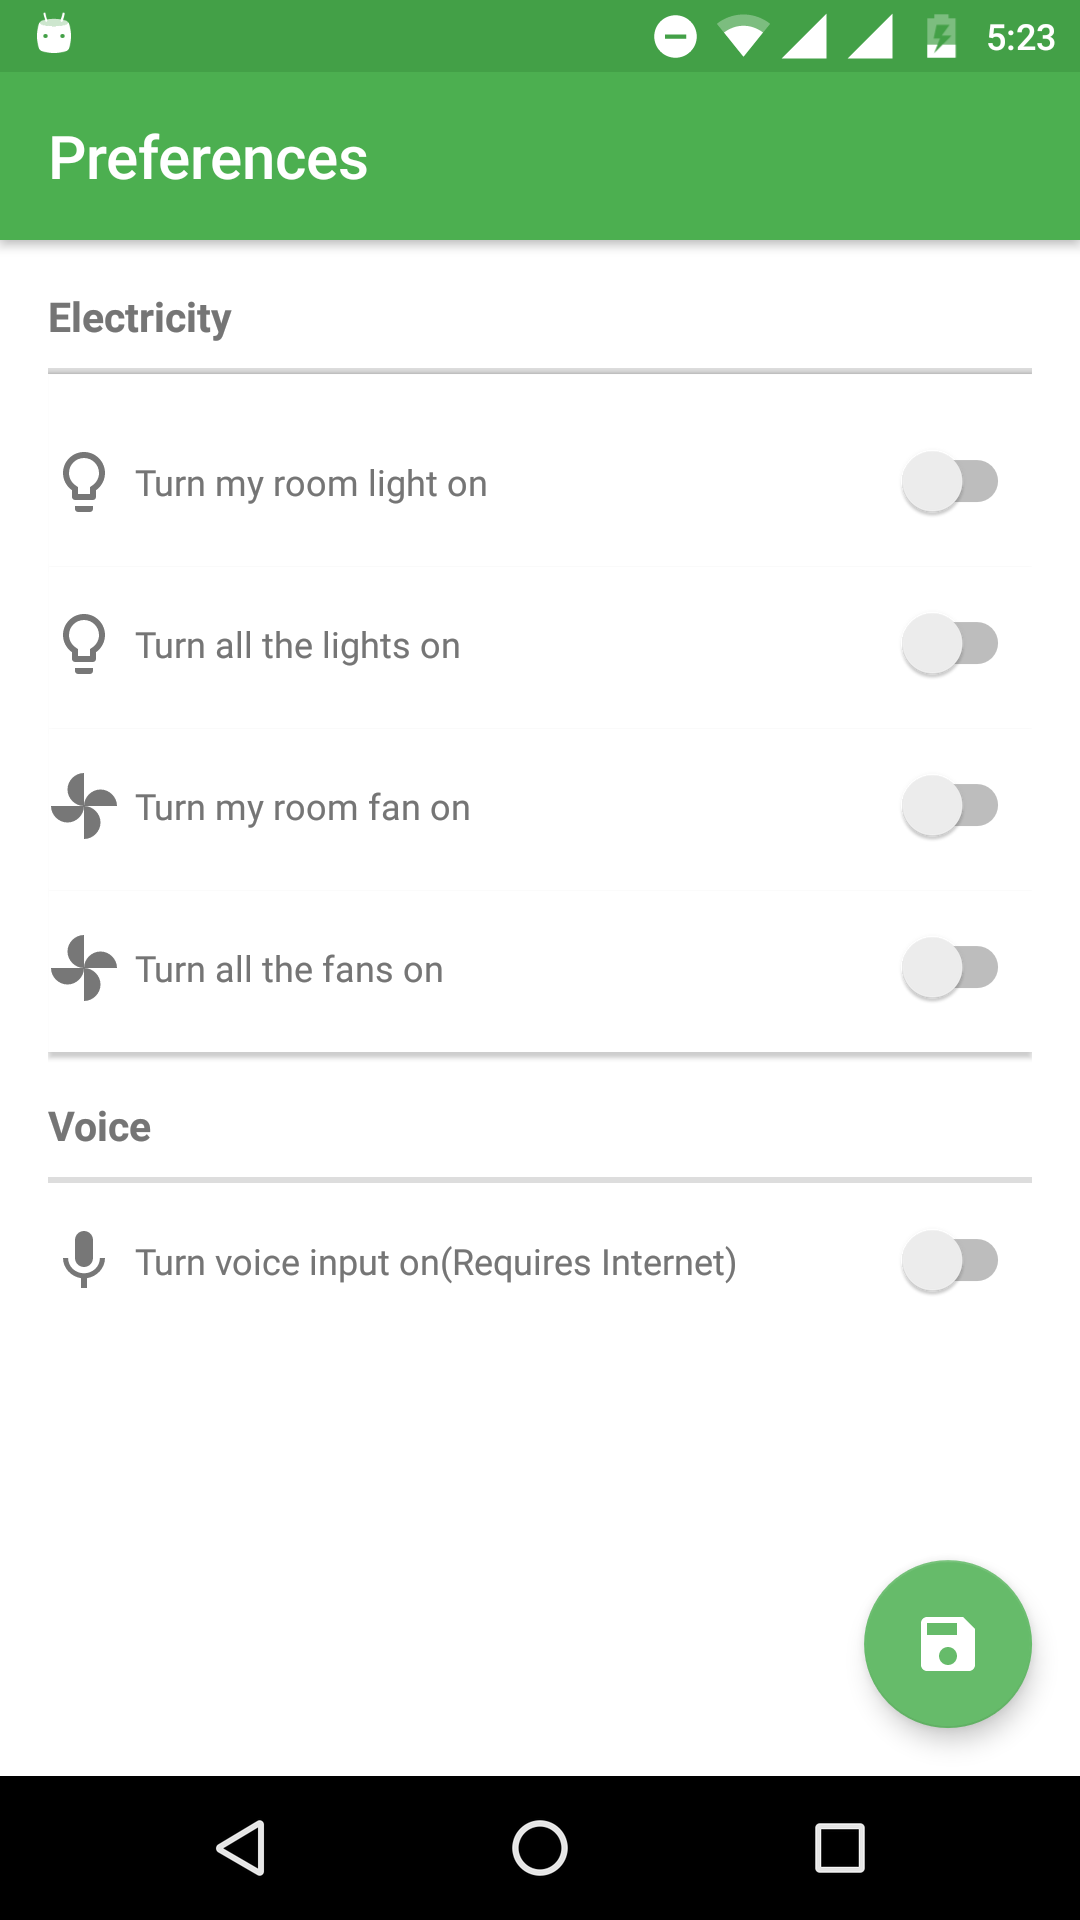 5:23
Preferences
Electricity
Turn my room light on
Turn all the lights on
Turn my room fan on
Turn all the fans on
Voice
Turn voice input on(Requires Internet)